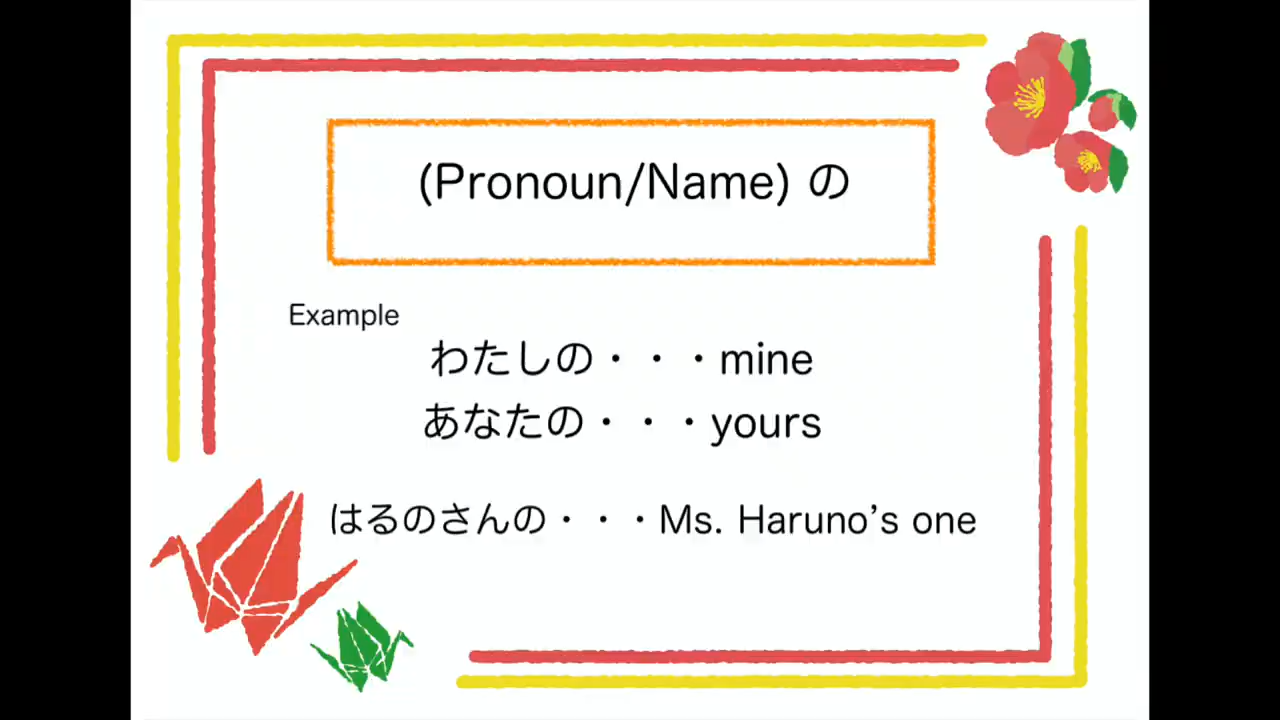 (Pronoun/Name) の
Example
わたしの・・・mine
あなたの・・・yours
はるのさんの・・・Ms. Haruno’s one